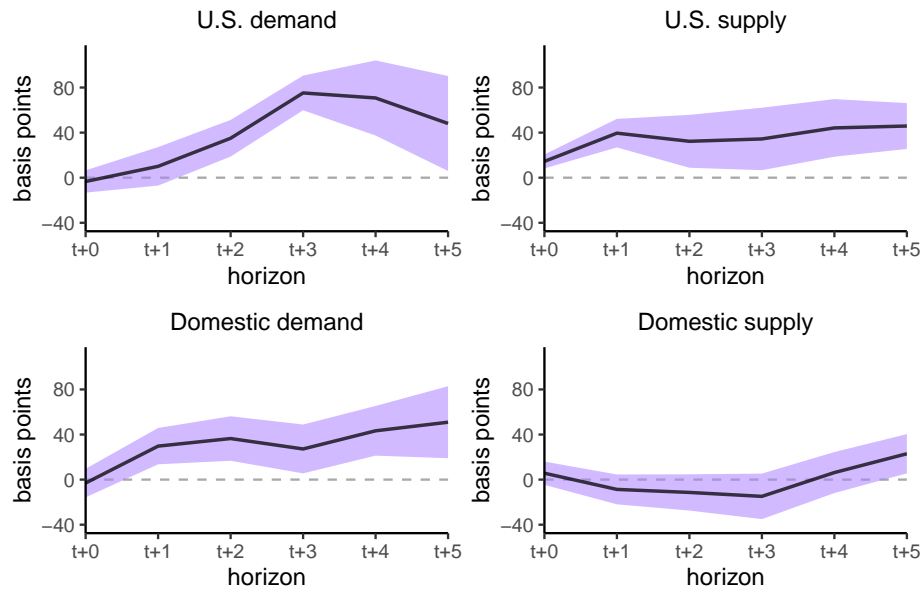 U.S. demand
basis points
80
40
0
−40
t+0 t+1 t+2 t+3 t+4 t+5
horizon
U.S. supply
basis points
80
40
0
−40
t+0 t+1 t+2 t+3 t+4 t+5
horizon
Domestic demand
basis points
80
40
0
−40
t+0 t+1 t+2 t+3 t+4 t+5
horizon
Domestic supply
basis points
80
40
0
−40
t+0 t+1 t+2 t+3 t+4 t+5
horizon